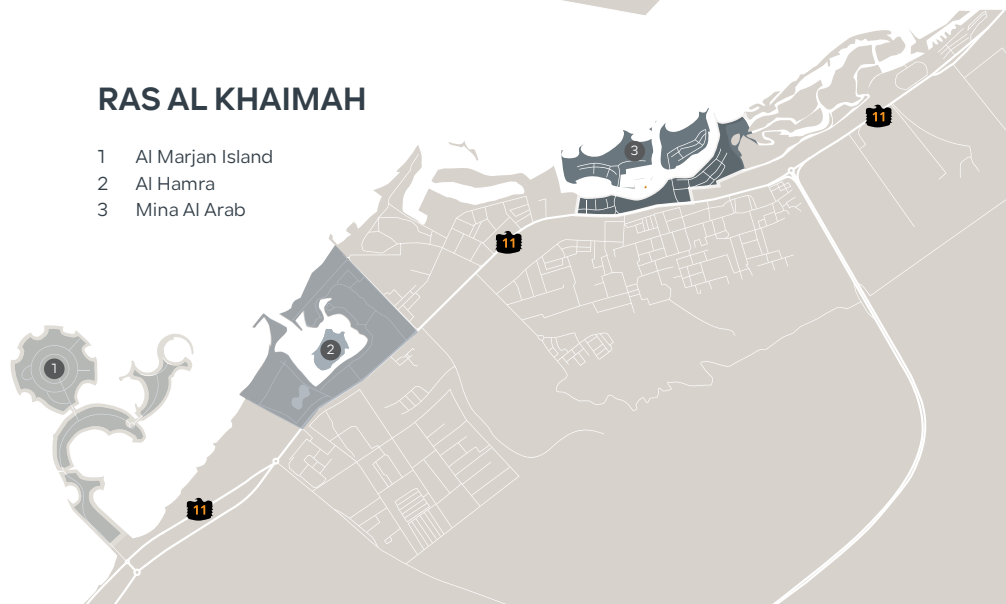 RAS AL KHAIMAH
1 Al Marjan Island
2 Al Hamra
3 Mina Al Arab
11
3
11
2
1
11